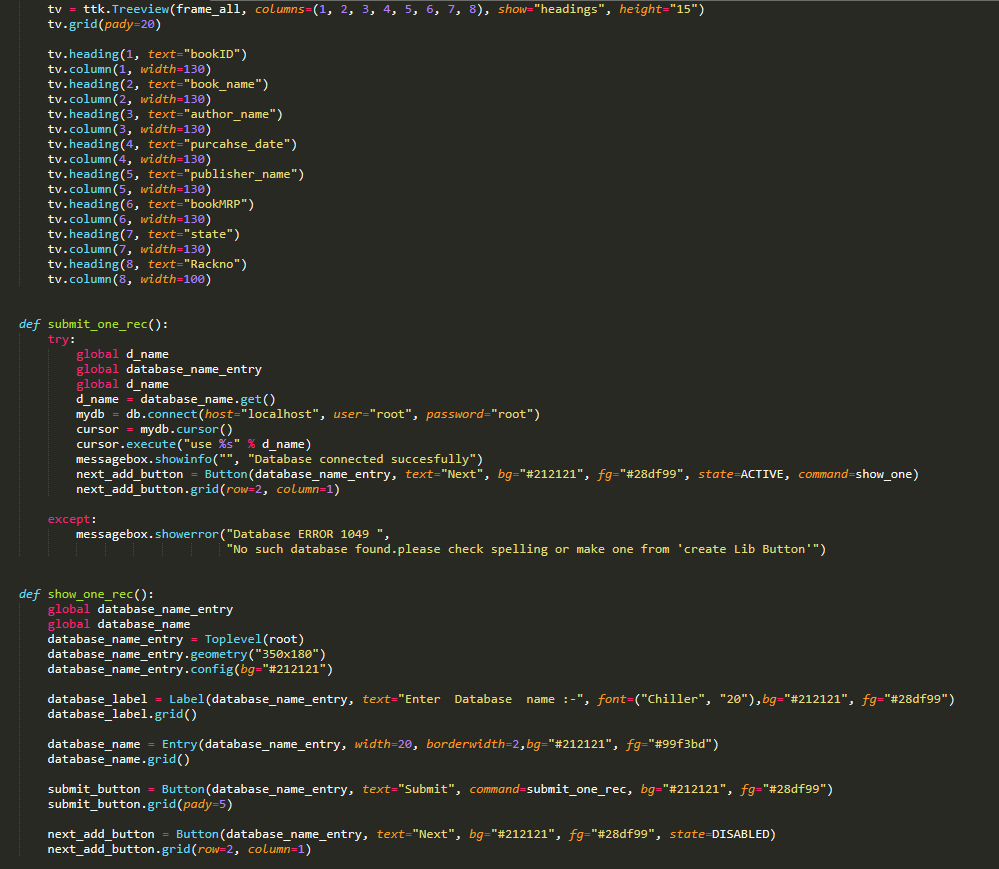 tv = ttk.Treeview(frame_all, columns=(1, 2, 3, 4, 5, 6, 7, 8), show="headings", height="15")
tv.grid(pady=20)
tv.heading(1, text="bookID")
tv.column(1, width=130)
tv.heading(2, text="book_name")
tv.column(2, width=130)
tv.heading(3, text="author_name")
tv.column(3, width=130)
tv.heading(4, text="purcahse_date")
tv.column(4, width=130)
tv.heading(5, text="publisher_name")
tv.column(5, width=130)
tv.heading(6, text="bookMRP")
tv.column(6, width=130)
tv.heading(7, text="state")
tv.column(7, width=130)
tv.heading(8, text="Rackno")
tv.column(8, width=100)
def submit_one_rec():
try:
global d_name
global database_name_entry
global d_name
d_name = database_name.get()
mydb = db.connect(host="localhost", user="root", password="root")
cursor = mydb.cursor()
cursor.execute("use %s" % d_name)
messagebox.showinfo("", "Database connected succesfully")
next_add_button = Button(database_name_entry, text="Next", bg="#212121", fg="#28df99", state=ACTIVE, command=show_one)
next_add_button.grid(row=2, column=1)
except:
messagebox.showerror("Database ERROR 1049 ",
"No such database found.please check spelling or make one from 'create Lib Button'")
def show_one_rec():
global database_name_entry
global database_name
database_name_entry = Toplevel(root)
database_name_entry.geometry("350x180")
database_name_entry.config(bg="#212121")
database_label = Label(database_name_entry, text="Enter  Database  name :-", font=("Chiller", "20"),bg="#212121", fg="#28df99")
database_label.grid()
database_name = Entry(database_name_entry, width=20, borderwidth=2,bg="#212121", fg="#99f3bd")
database_name.grid()
submit_button = Button(database_name_entry, text="Submit", command=submit_one_rec, bg="#212121", fg="#28df99")
submit_button.grid(pady=5)
next_add_button = Button(database_name_entry, text="Next", bg="#212121", fg="#28df99", state=DISABLED)
next_add_button.grid(row=2, column=1)